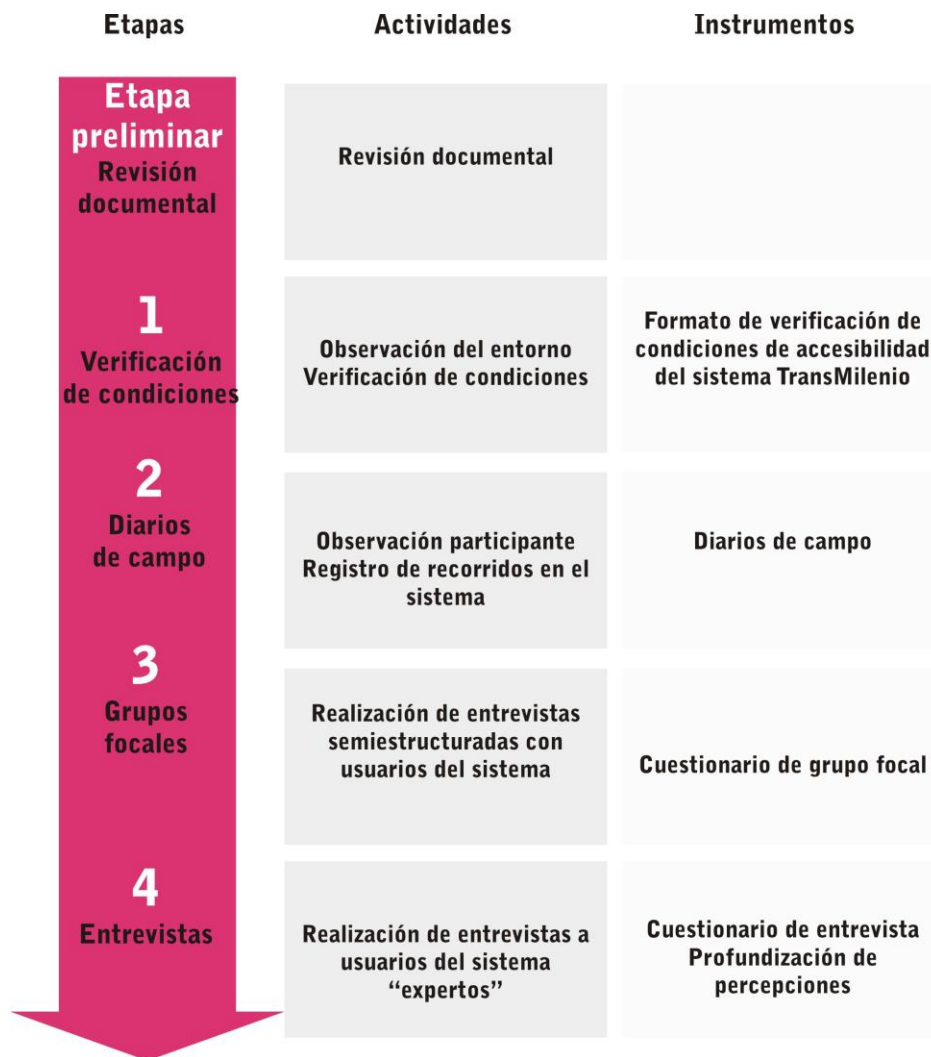 Etapas Actividades Instrumentos
Etapa
preliminar
Revisión
documental
Revisión documental
1
Verificación
de condiciones
Observación del entorno
Verificación de condiciones
Formato de verificación de
condiciones de accesibilidad
del sistema TransMilenio
2
Diarios
de campo
Observación participante
Registro de recorridos en el
sistema
Diarios de campo
3
Grupos
focales
Realización de entrevistas
semiestructuradas con
usuarios del sistema
Cuestionario de grupo focal
4
Entrevistas
Realización de entrevistas a
usuarios del sistema
“expertos”
Cuestionario de entrevista
Profundización de
percepciones